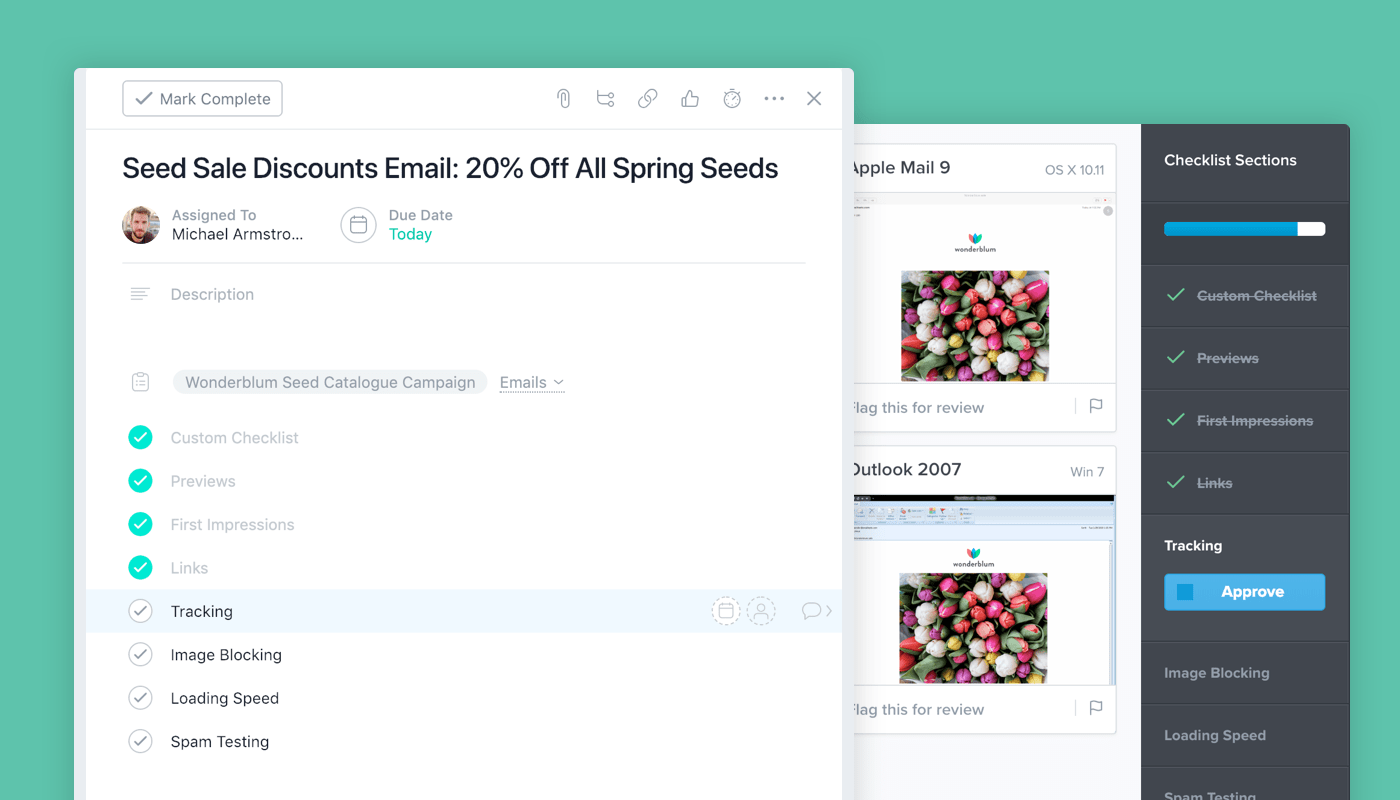 Mark Complete
Seed Sale Discounts Email: 20% Off All Spring Seeds
Assigned To
Michael Armstro...
Due Date
Today
Description
Wonderblum Seed Catalogue Campaign
Emails
Custom Checklist
Previews
First Impressions
Links
Tracking
Image Blocking
Loading Speed
Spam Testing
Apple Mail 9
OS X 10.11
wonderblum
Flag this for review
Outlook 2007
Win 7
wonderblum
Flag this for review
Checklist Sections
Custom Checklist
Previews
First Impressions
Links
Tracking
Approve
Image Blocking
Loading Speed
Spam Testing